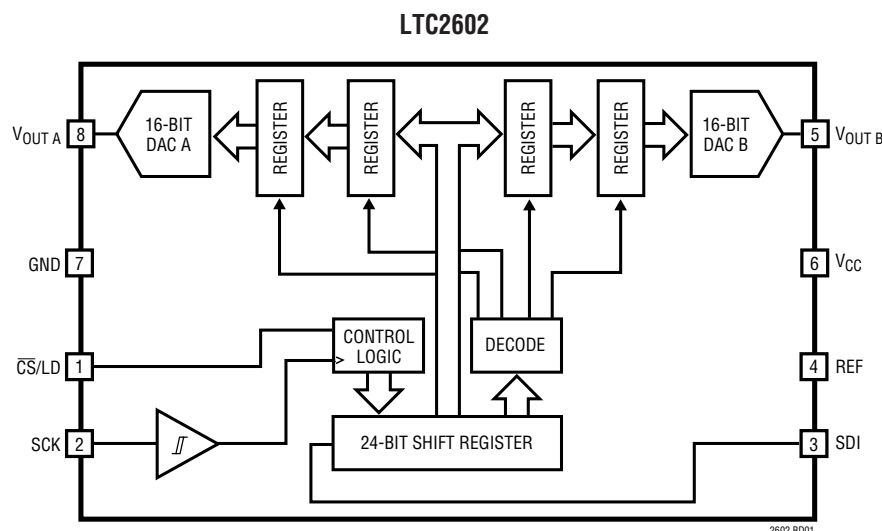 LTC2602
16-BIT
DAC A
REGISTER
REGISTER
REGISTER
REGISTER
16-BIT
DAC B
VOUT A
8
5
VOUT B
GND
7
6
VCC
CONTROL
LOGIC
DECODE
CS/LD
1
4
REF
SCK
2
24-BIT SHIFT REGISTER
3
SDI
2602 BD01